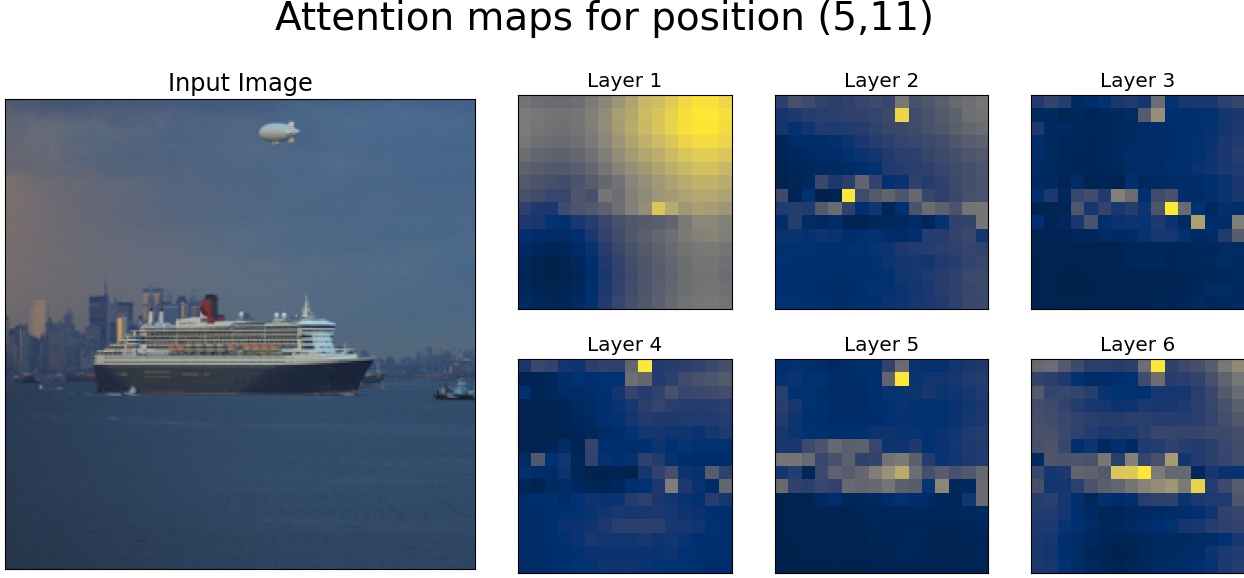 Attention maps for position (5,11)
Input Image
Layer 1
Layer 2
Layer 3
Layer 4
Layer 5
Layer 6